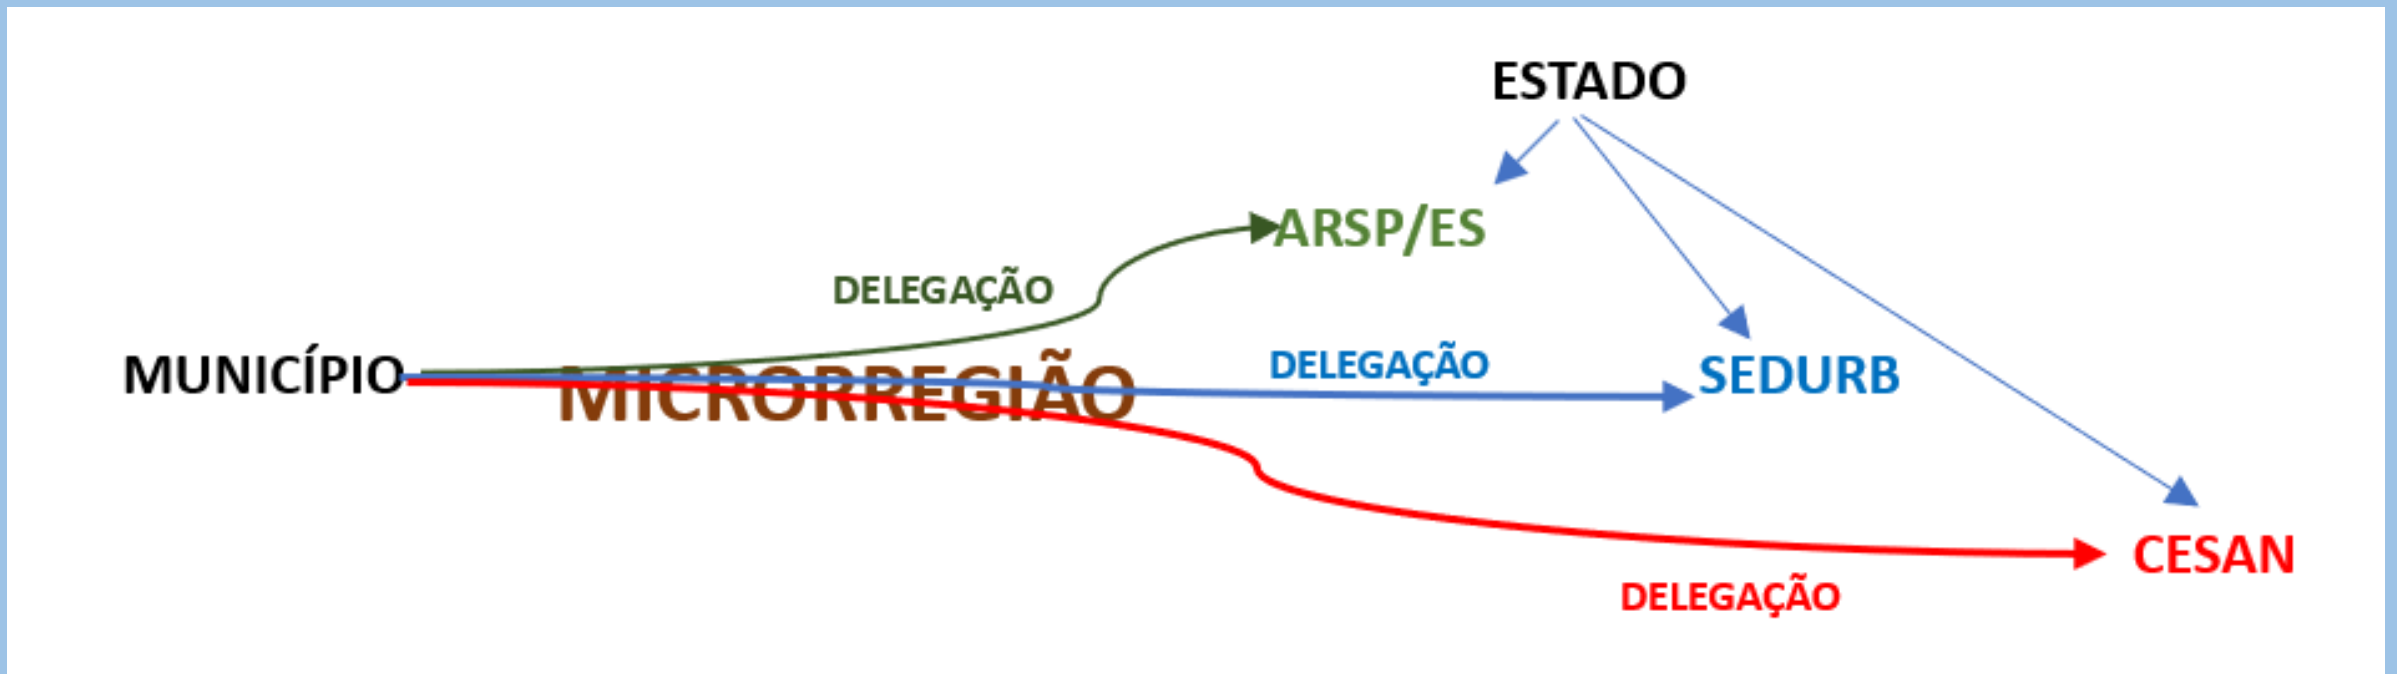 ESTADO
ARSP/ES
DELEGAÇÃO
MUNICÍPIO
MICRORREGIÃO
DELEGAÇÃO
SEDURB
CESAN
DELEGAÇÃO